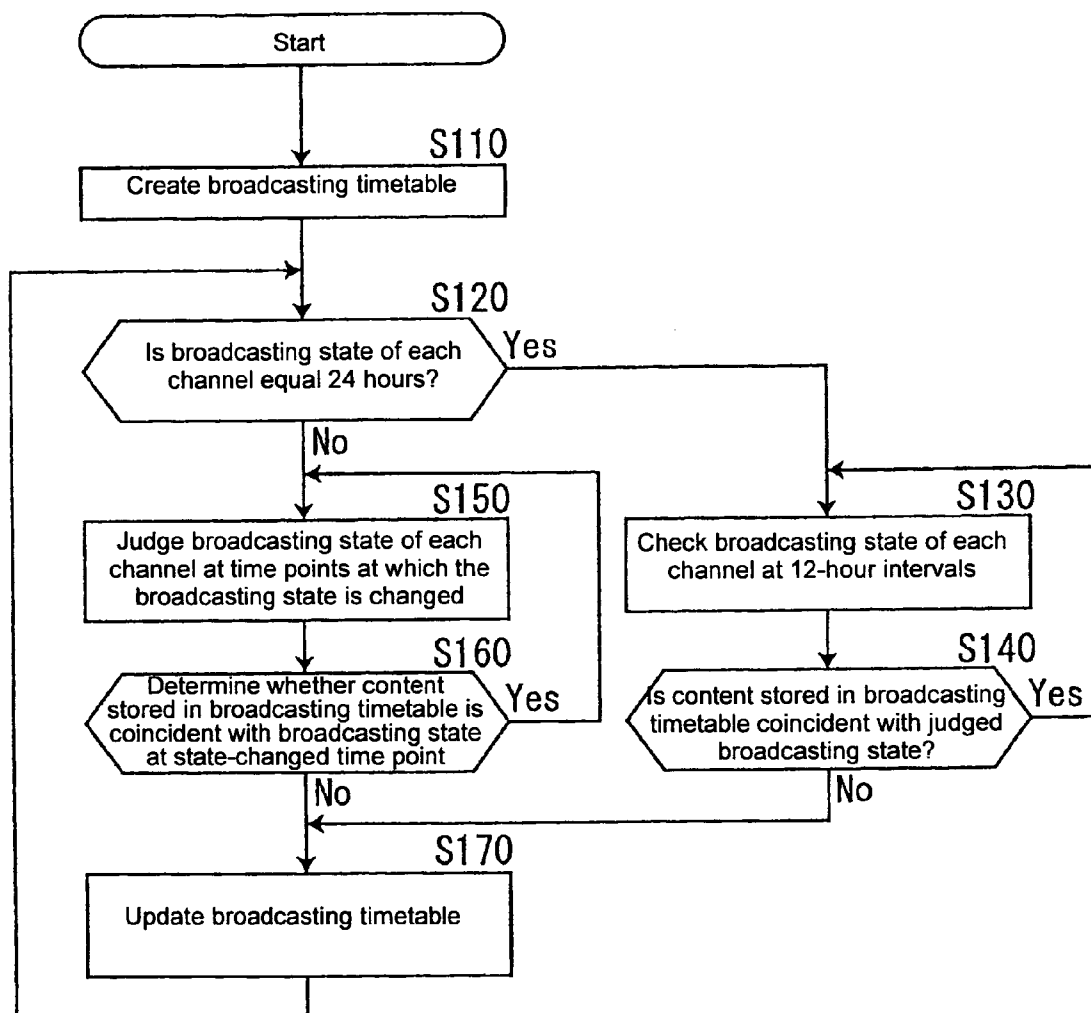 Start
S110
Create broadcasting timetable
S120
Is broadcasting state of each
channel equal 24 hours?
Yes
No
S150
Judge broadcasting state of each
channel at time points at which the
broadcasting state is changed
S130
Check broadcasting state of each
channel at 12-hour intervals
S160
Determine whether content
stored in broadcasting timetable is
coincident with broadcasting state
at state-changed time point
Yes
No
S140
Is content stored in broadcasting
timetable coincident with judged
broadcasting state?
Yes
No
S170
Update broadcasting timetable